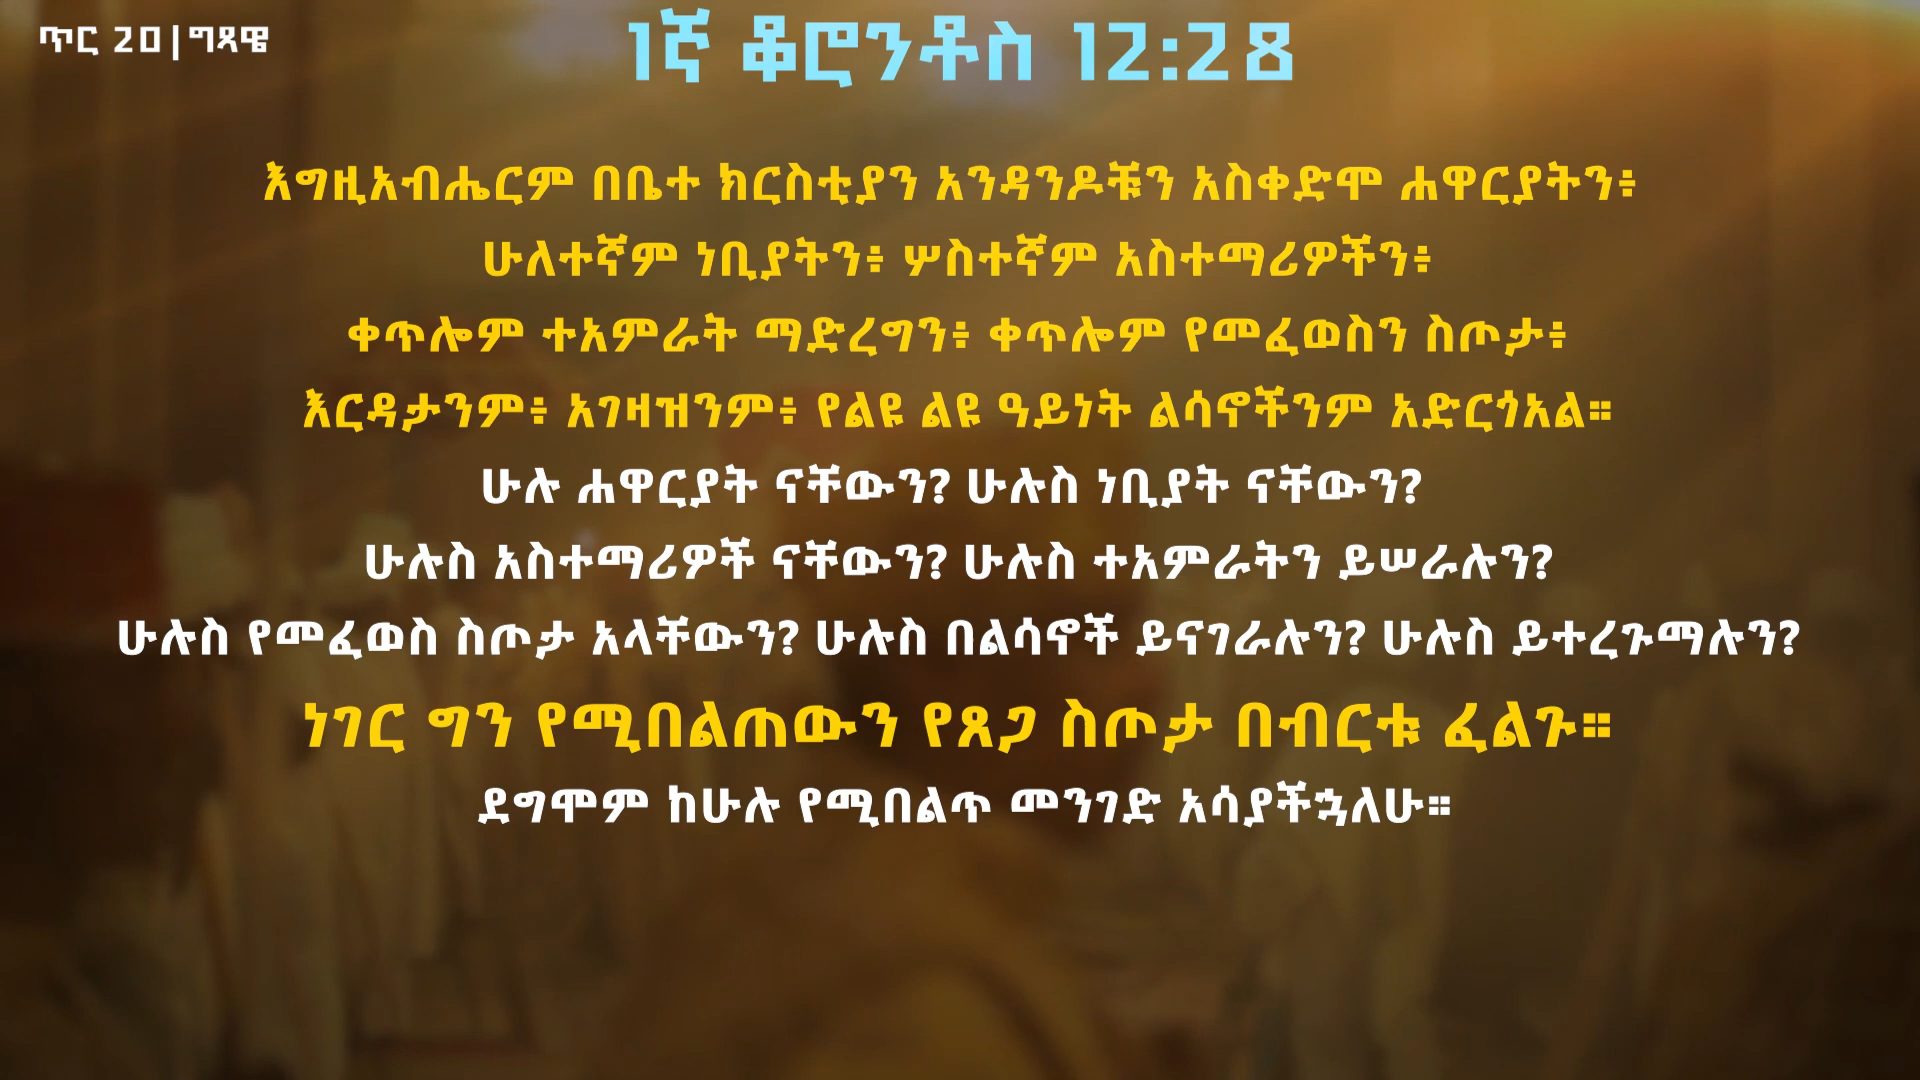 ጥር 20|ግጻዌ
1ኛ ቆሮንቶስ 12:28
እግዚአብሔርም በቤተ ክርስቲያን አንዳንዶቹን አስቀድሞ ሐዋርያትን፥
ሁለተኛም ነቢያትን፥ ሦስተኛም አስተማሪዎችን፥
ቀጥሎም ተአምራት ማድረግን፥ ቀጥሎም የመፈወስን ስጦታ፥
እርዳታንም፥ አገዛዝንም፥ የልዩ ልዩ ዓይነት ልሳኖችንም አድርጎአል።
ሁሉ ሐዋርያት ናቸውን? ሁሉስ ነቢያት ናቸውን?
ሁሉስ አስተማሪዎች ናቸውን? ሁሉስ ተአምራትን ይሠራሉን?
ሁሉስ የመፈወስ ስጦታ አላቸውን? ሁሉስ በልሳኖች ይናገራሉን? ሁሉስ ይተረጉማሉን?
ነገር ግን የሚበልጠውን የጸጋ ስጦታ በብርቱ ፈልጉ።
ደግሞም ከሁሉ የሚበልጥ መንገድ አሳያችኋለሁ።